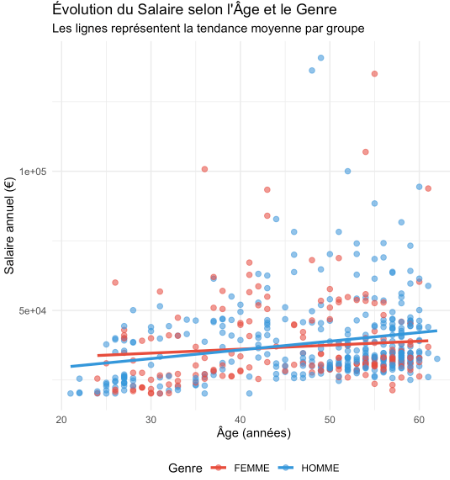 Évolution du Salaire selon l'Âge et le Genre
Les lignes représentent la tendance moyenne par groupe
Salaire annuel (€)
1e+05
5e+04
20 30 40 50 60
Âge (années)
Genre FEMME HOMME